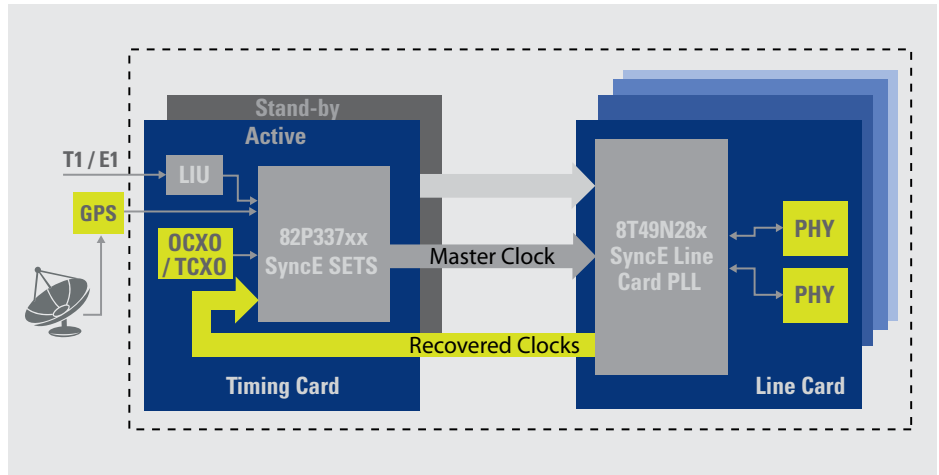 Stand-by
Active
T1 / E1
LIU
GPS
OCXO
/ TCXO
82P337xx
SyncE SETS
Master Clock
8T49N28x
SyncE Line
Card PLL
PHY
PHY
Recovered Clocks
Timing Card
Line Card